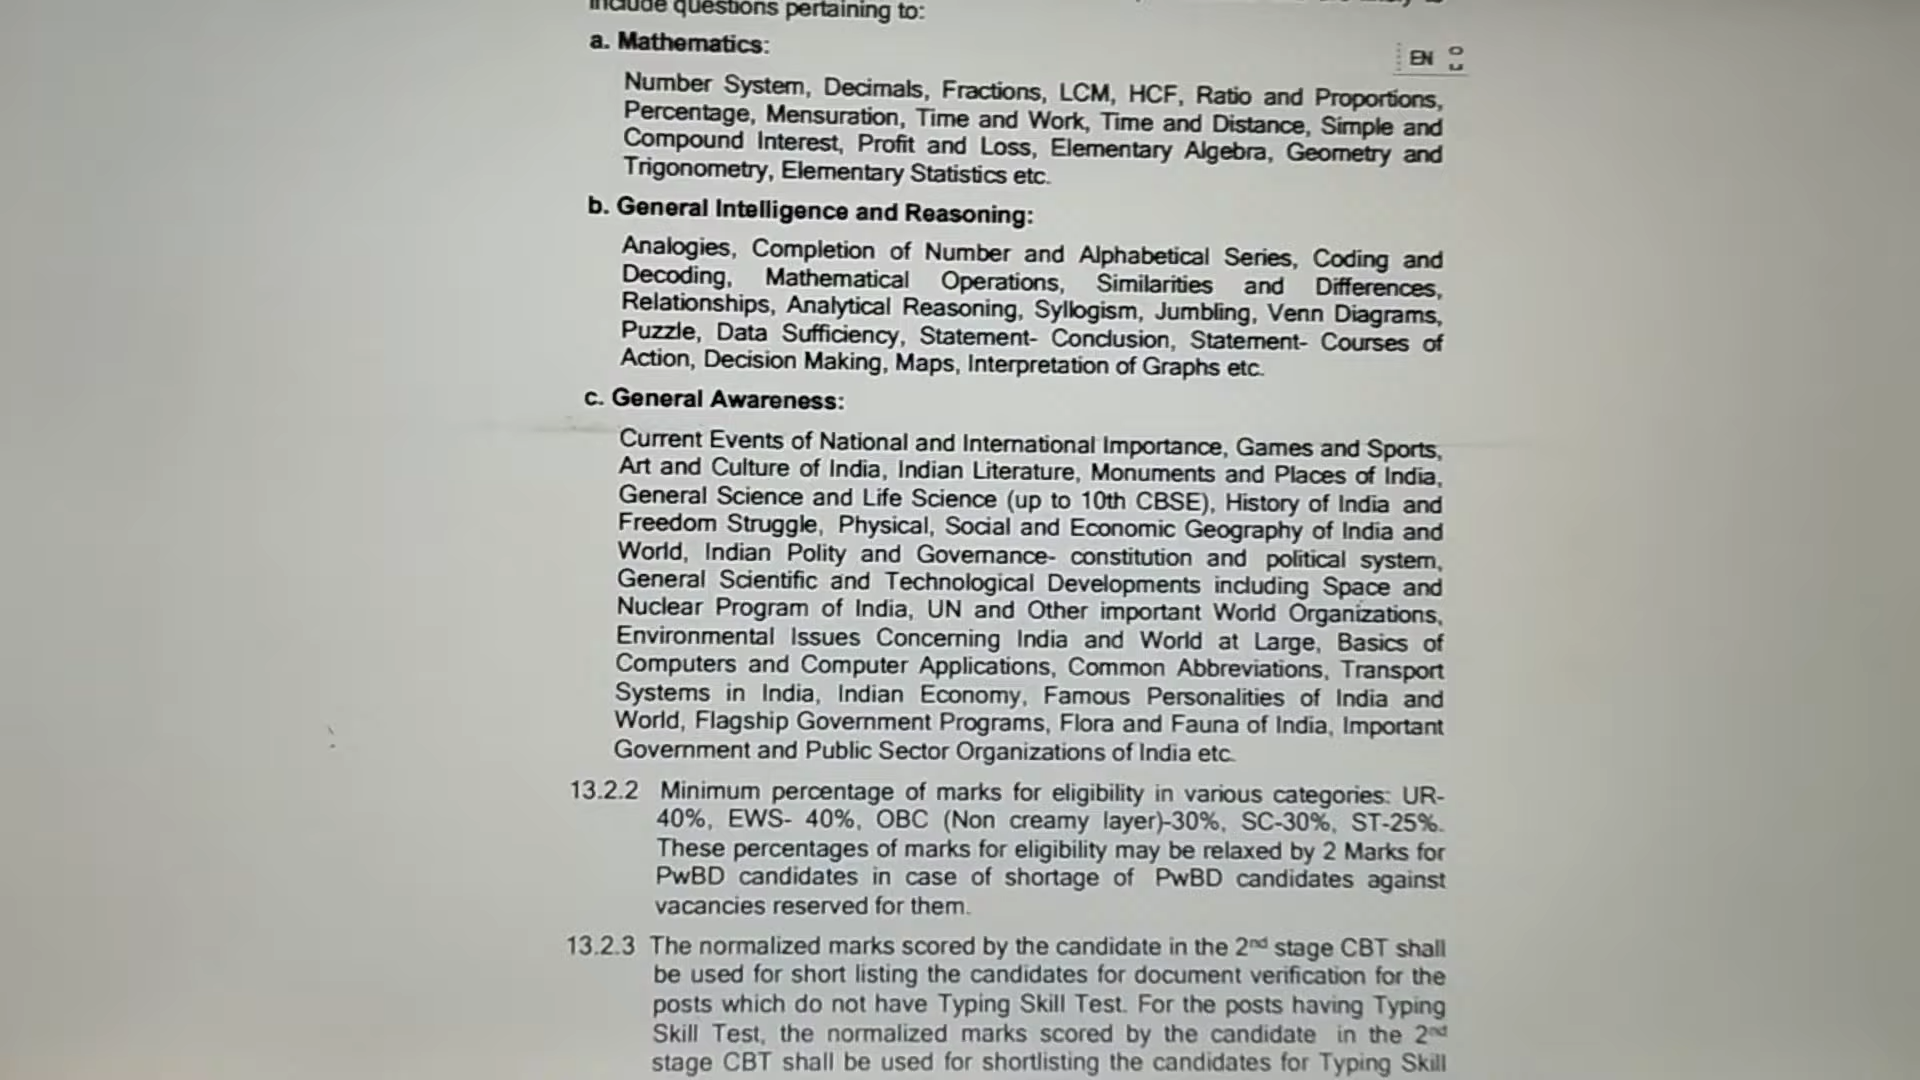 include questions pertaining to:
a. Mathematics:
EN
Number System, Decimals, Fractions, LCM, HCF, Ratio and Proportions,
Percentage, Mensuration, Time and Work, Time and Distance, Simple and
Compound Interest, Profit and Loss, Elementary Algebra, Geometry and
Trigonometry, Elementary Statistics etc.
b. General Intelligence and Reasoning:
Analogies, Completion of Number and Alphabetical Series, Coding and
Decoding, Mathematical Operations, Similarities and Differences,
Relationships, Analytical Reasoning, Syllogism, Jumbling, Venn Diagrams,
Puzzle, Data Sufficiency, Statement- Conclusion, Statement- Courses of
Action, Decision Making, Maps, Interpretation of Graphs etc.
c. General Awareness:
Current Events of National and International Importance, Games and Sports,
Art and Culture of India, Indian Literature, Monuments and Places of India,
General Science and Life Science (up to 10th CBSE), History of India and
Freedom Struggle, Physical, Social and Economic Geography of India and
World, Indian Polity and Governance- constitution and political system,
General Scientific and Technological Developments including Space and
Nuclear Program of India, UN and Other important World Organizations,
Environmental Issues Concerning India and World at Large, Basics of
Computers and Computer Applications, Common Abbreviations, Transport
Systems in India, Indian Economy, Famous Personalities of India and
World, Flagship Government Programs, Flora and Fauna of India, Important
Government and Public Sector Organizations of India etc.
13.2.2 Minimum percentage of marks for eligibility in various categories: UR-
40%, EWS- 40%, OBC (Non creamy layer)-30%, SC-30%, ST-25%.
These percentages of marks for eligibility may be relaxed by 2 Marks for
PwBD candidates in case of shortage of PwBD candidates against
vacancies reserved for them.
13.2.3 The normalized marks scored by the candidate in the 2nd stage CBT shall
be used for short listing the candidates for document verification for the
posts which do not have Typing Skill Test. For the posts having Typing
Skill Test, the normalized marks scored by the candidate in the 2nd
stage CBT shall be used for shortlisting the candidates for Typing Skill